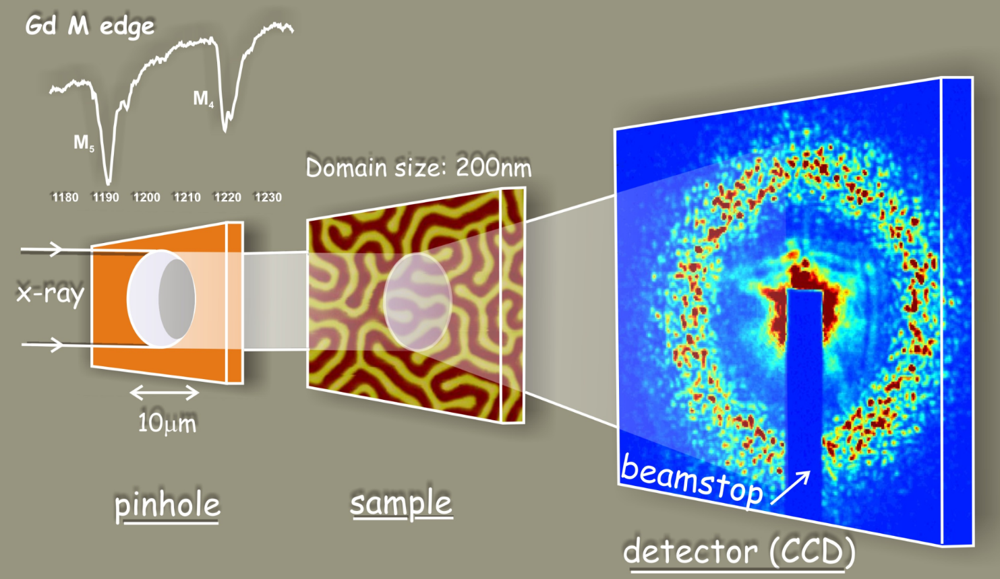 Gd M edge
M₄
M₅
1180 1190 1200 1210 1220 1230
Domain size: 200nm
x-ray
10µm
beamstop
pinhole
sample
detector (CCD)